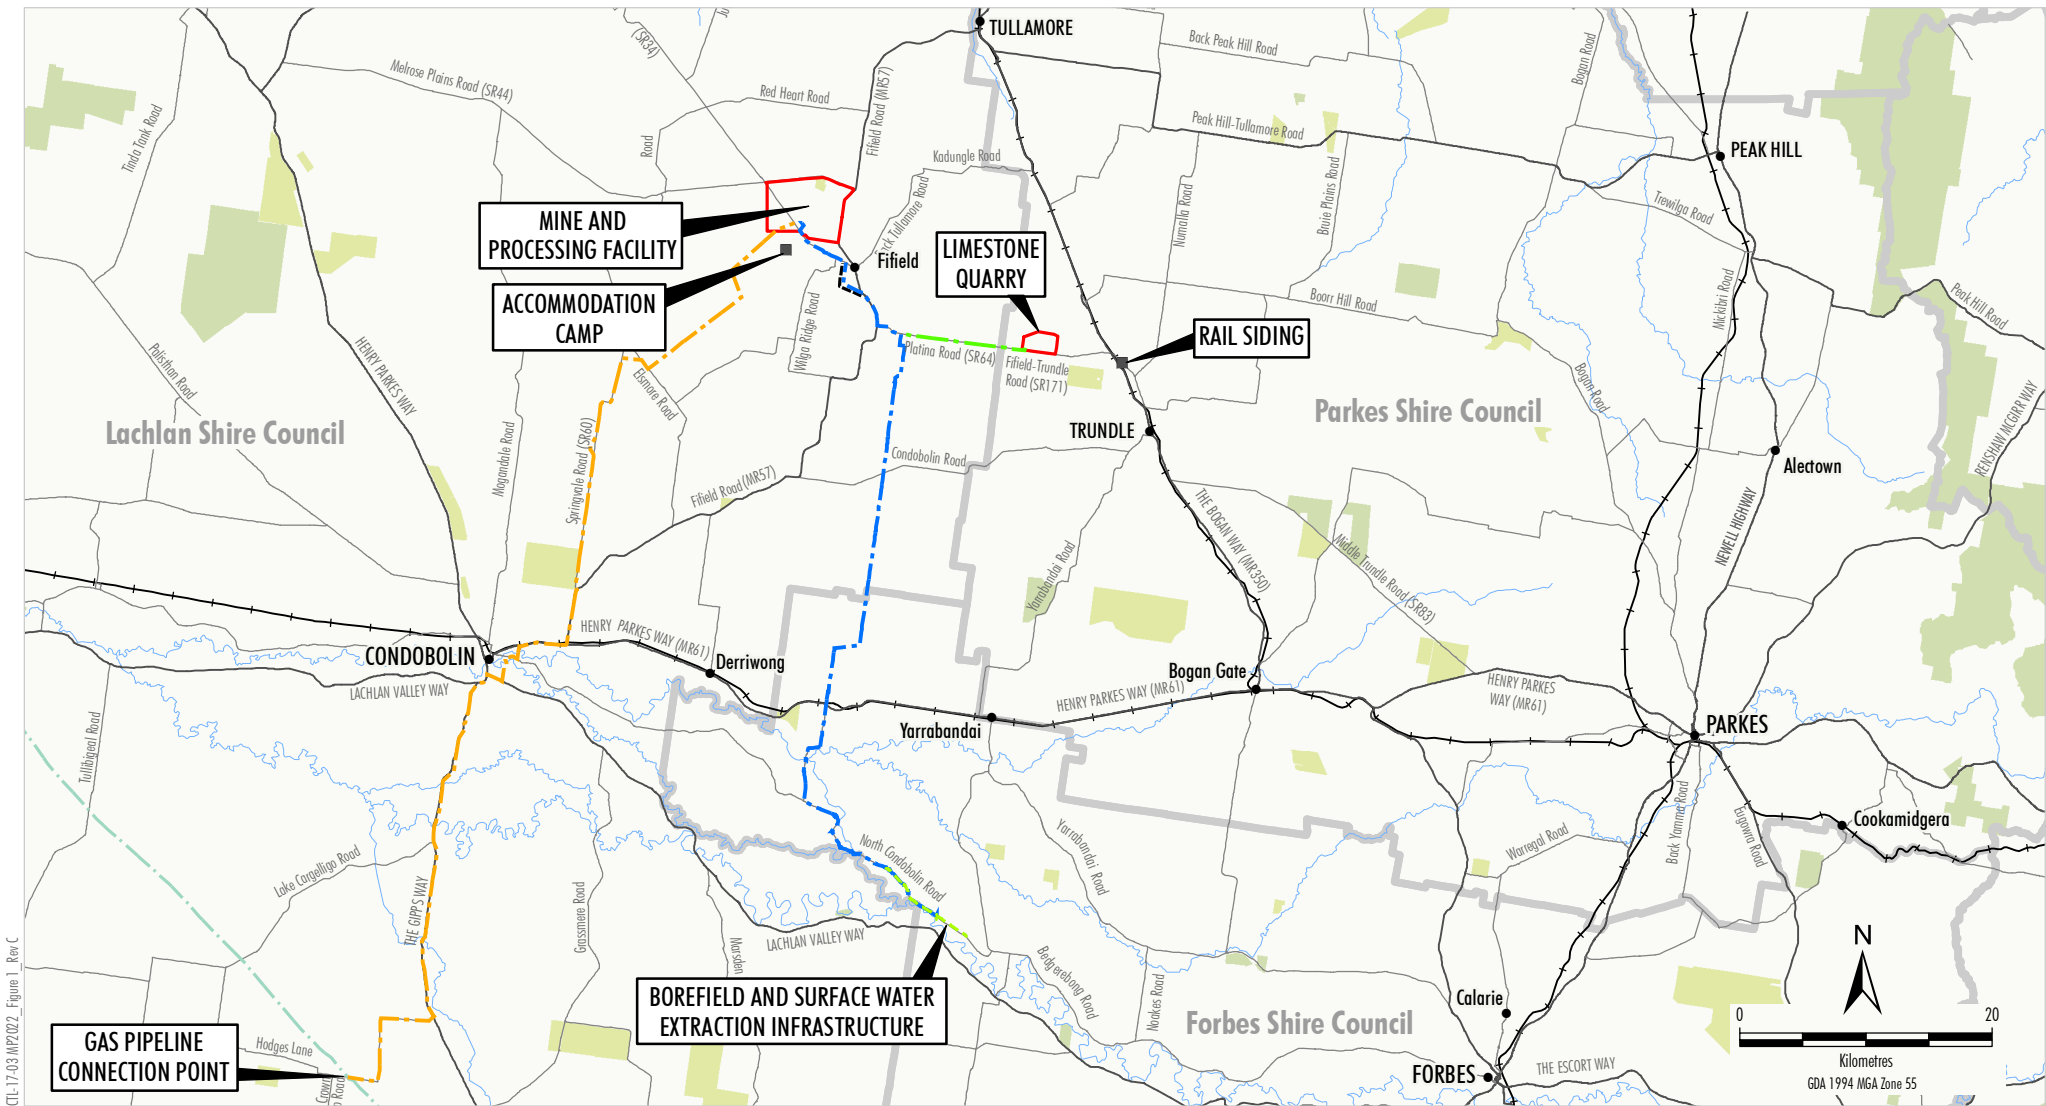 TULLAMORE
(SR34)
Back Peak Hill Road
Bogan Road
Melrose Plains Road (SR44)
Red Heart Road
Fifield Road (MR57)
Tinda Tank Road
Road
Peak Hill-Tullamore Road
Kadungle Road
PEAK HILL
Bruie Plains Road
Numalla Road
Trewilga Road
MINE AND
PROCESSING FACILITY
Tullamore Road
Fifield
LIMESTONE
QUARRY
ACCOMMODATION
CAMP
Wilga Ridge Road
Boorr Hill Road
Mickibri Road
Peak Hill Road
RAIL SIDING
Platina Road (SR64)
Fifield-Trundle
Road (SR171)
HENRY PARKES WAY
Palisthan Road
Elsmore Road
Bogan Road
RENSHAW MCGIRR WAY
Lachlan Shire Council
Parkes Shire Council
TRUNDLE
Mogandale Road
Springvale Road (SR60)
Condobolin Road
Fifield Road (MR57)
Alectown
THE BOGAN WAY (MR350)
NEWELL HIGHWAY
Yarrabandai Road
Middle Trundle Road (SR83)
HENRY PARKES WAY (MR61)
CONDOBOLIN
Derriwong
Bogan Gate
LACHLAN VALLEY WAY
HENRY PARKES WAY (MR61)
HENRY PARKES
WAY (MR61)
Yarrabandai
PARKES
Tullibigeal Road
Cookamidgera
Back Yamma Road
Eugowra Road
Warregal Road
Yarrabandai Road
North Condobolin Road
Lake Cargelligo Road
THE GIPPS WAY
Grassmere Road
LACHLAN VALLEY WAY
Marsden
Bedgerebong Road
Noakes Road
BOREFIELD AND SURFACE WATER
EXTRACTION INFRASTRUCTURE
Calarie
Forbes Shire Council
GAS PIPELINE
CONNECTION POINT
Hodges Lane
Crown
Road
FORBES
THE ESCORT WAY
N
0 20
Kilometres
GDA 1994 MGA Zone 55
CTL-17-03 MP2022_Figure 1_Rev C